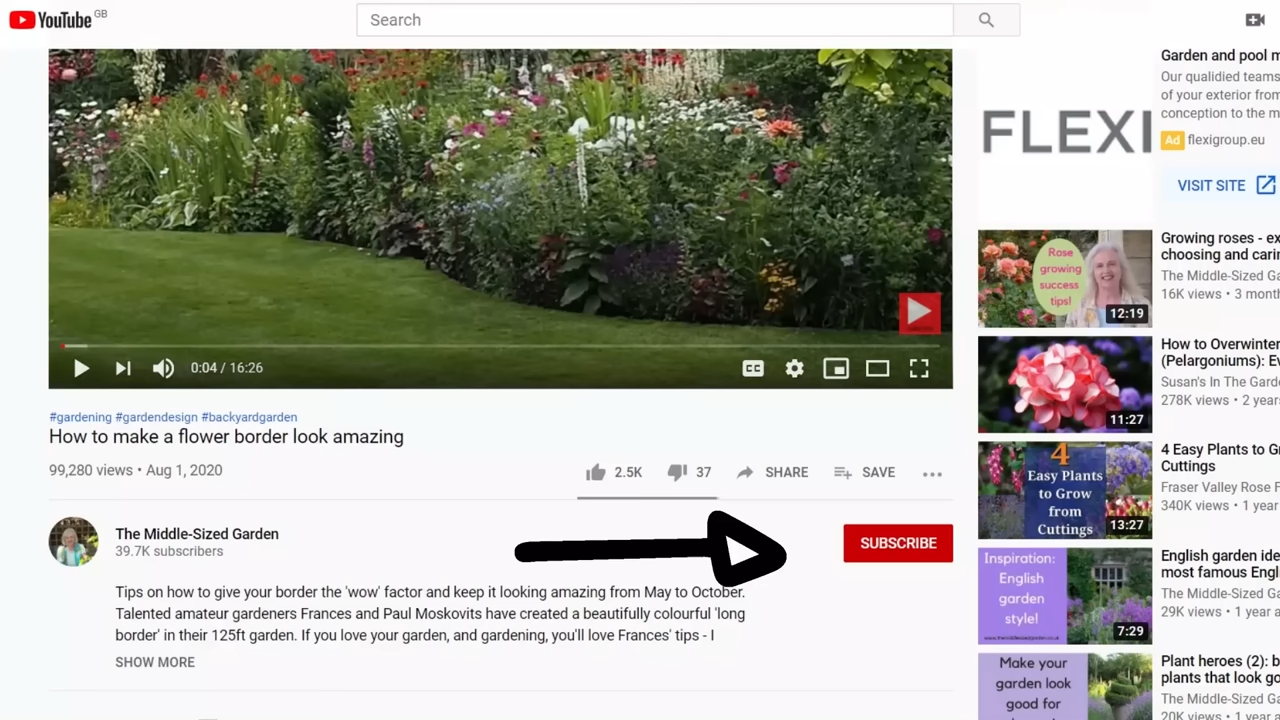 YouTube GB
Search
0:04 / 16:26
CC
#gardening #gardendesign #backyardgarden
How to make a flower border look amazing
99,280 views • Aug 1, 2020
2.5K
37
SHARE
SAVE
The Middle-Sized Garden
39.7K subscribers
SUBSCRIBE
Tips on how to give your border the 'wow' factor and keep it looking amazing from May to October.
Talented amateur gardeners Frances and Paul Moskovits have created a beautifully colourful 'long
border' in their 125ft garden. If you love your garden, and gardening, you'll love Frances' tips - I
SHOW MORE
FLEXI
Garden and pool m
Our qualidied teams
of your exterior from
conception to the m
Ad flexigroup.eu
VISIT SITE
Rose
growing
success
tips!
12:19
Growing roses - ex
choosing and carin
The Middle-Sized Ga
16K views • 3 month
11:27
How to Overwinter
(Pelargoniums): Ev
Susan's In The Garde
278K views • 2 years
4
Easy Plants
to Grow
from
Cuttings
13:27
4 Easy Plants to Gr
Cuttings
Fraser Valley Rose F
340K views • 1 year
Inspiration:
English
garden
style!
www.themiddlesizedgarden.co.uk
7:29
English garden ide
most famous Engl
The Middle-Sized Ga
29K views • 1 year a
Make your
garden look
good for
Plant heroes (2): b
plants that look go
The Middle-Sized Ga
20K views • 1 year a